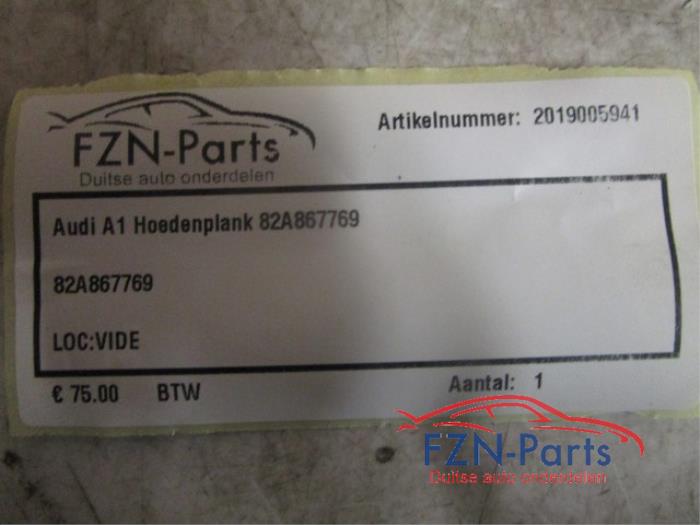 FZN-Parts
Duitse auto onderdelen
Artikelnummer: 2019005941
Audi A1 Hoedenplank 82A867769
82A867769
LOC:VIDE
€ 75.00 BTW
Aantal: 1
FZN-Parts
Duitse auto onderdelen